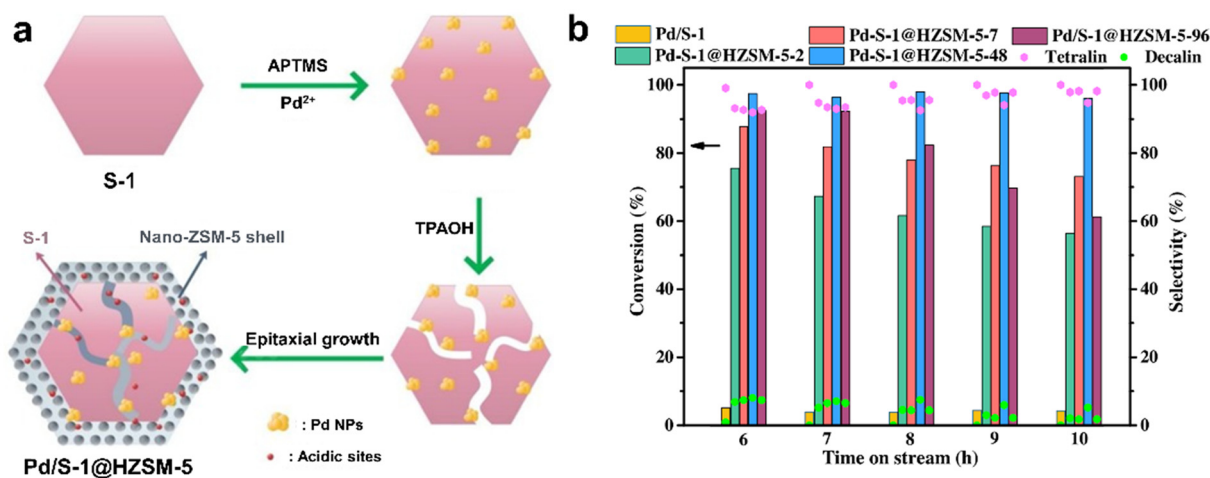 a
APTMS
Pd²⁺
S-1
TPAOH
S-1
Nano-ZSM-5 shell
Epitaxial growth
: Pd NPs
: Acidic sites
Pd/S-1@HZSM-5
b
Pd/S-1 Pd-S-1@HZSM-5-7 Pd/S-1@HZSM-5-96
Pd-S-1@HZSM-5-2 Pd-S-1@HZSM-5-48 Tetralin Decalin
100
80
60
40
20
0
Conversion (%)
100
80
60
40
20
0
Selectivity (%)
6 7 8 9 10
Time on stream (h)